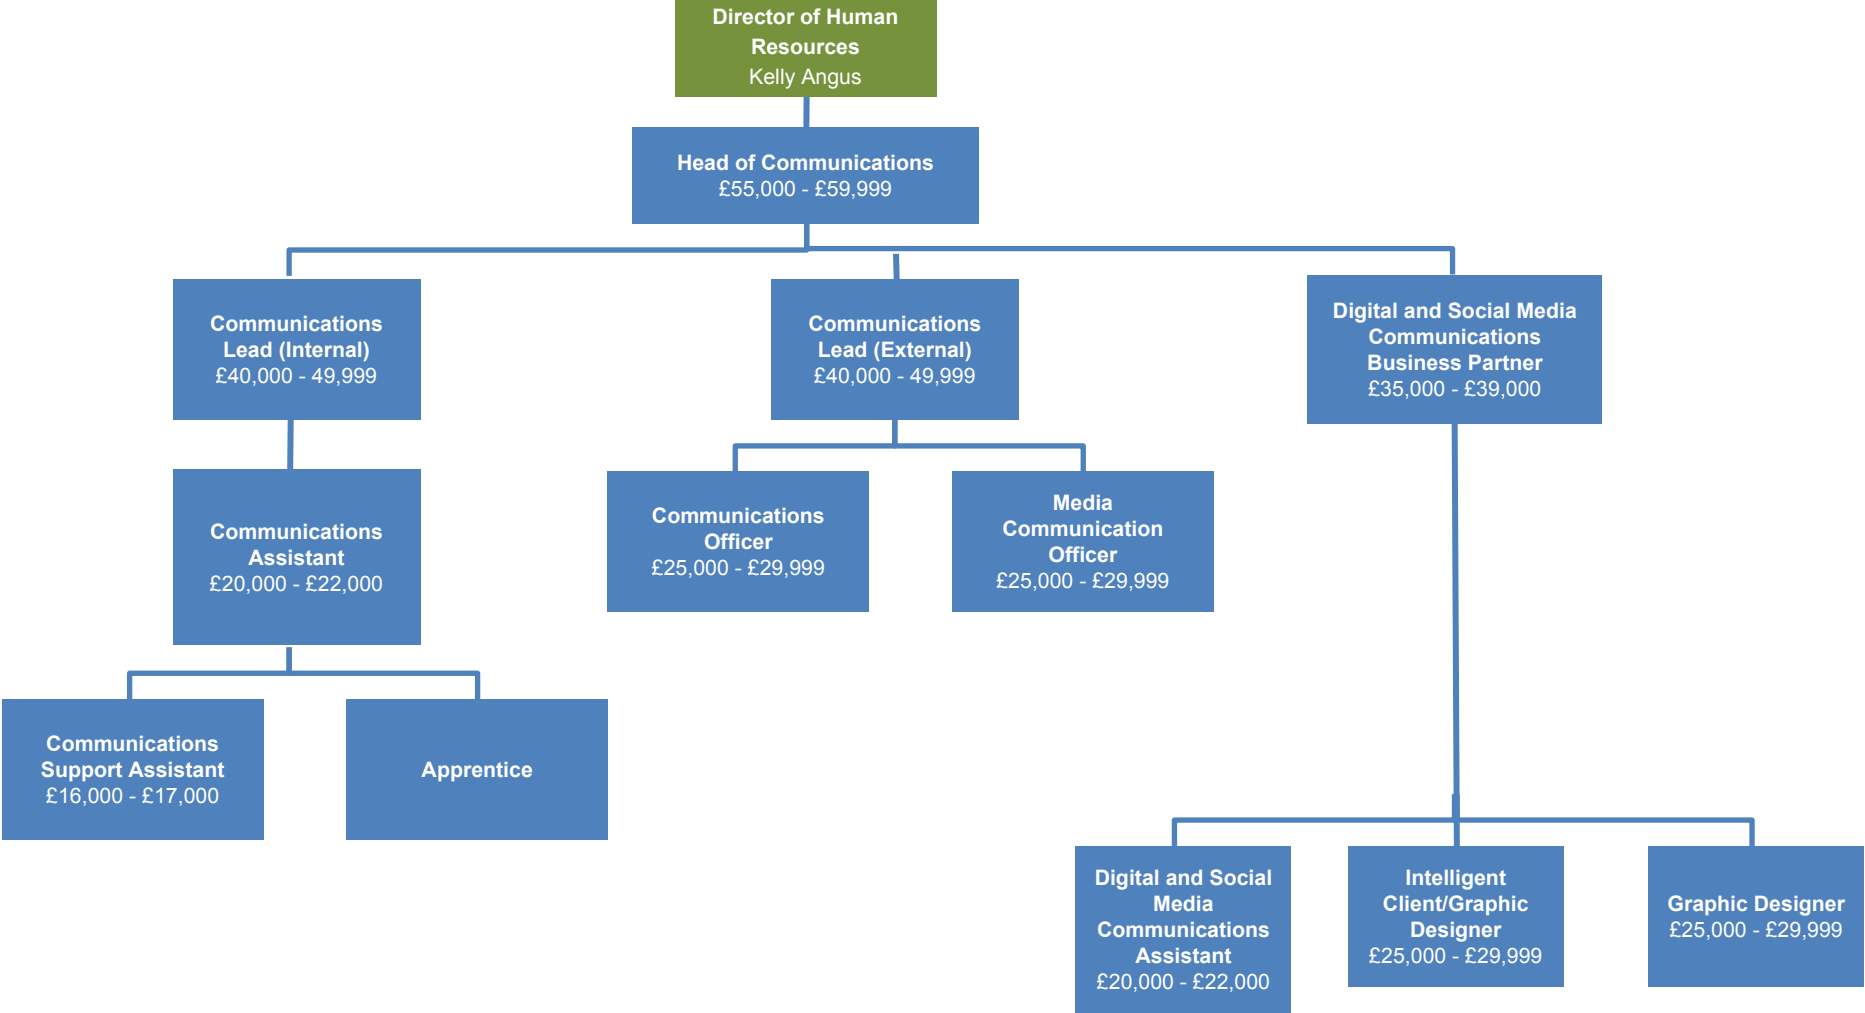 Director of Human
Resources
Kelly Angus
Head of Communications
£55,000 - £59,999
Communications
Lead (Internal)
£40,000 - 49,999
Communications
Lead (External)
£40,000 - 49,999
Digital and Social Media
Communications
Business Partner
£35,000 - £39,000
Communications
Assistant
£20,000 - £22,000
Communications
Officer
£25,000 - £29,999
Media
Communication
Officer
£25,000 - £29,999
Communications
Support Assistant
£16,000 - £17,000
Apprentice
Digital and Social
Media
Communications
Assistant
£20,000 - £22,000
Intelligent
Client/Graphic
Designer
£25,000 - £29,999
Graphic Designer
£25,000 - £29,999